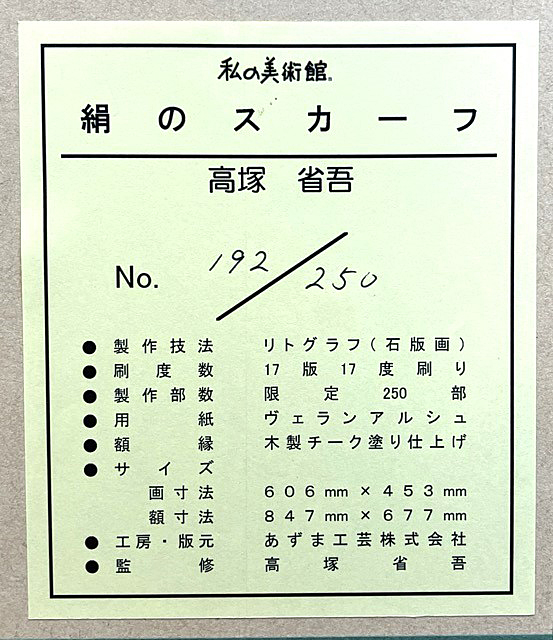 私の美術館。
絹のスカーフ
高塚 省吾
No. 192/250
● 製作技法 リトグラフ(石版画)
● 刷度数 17版17度刷り
● 製作部数 限定250部
● 用紙 ヴェランアルシュ
● 額縁 木製チーク塗り仕上げ
● サイズ
画寸法 606mm×453mm
額寸法 847mm×677mm
● 工房・版元 あずま工芸株式会社
● 監修 高塚省吾